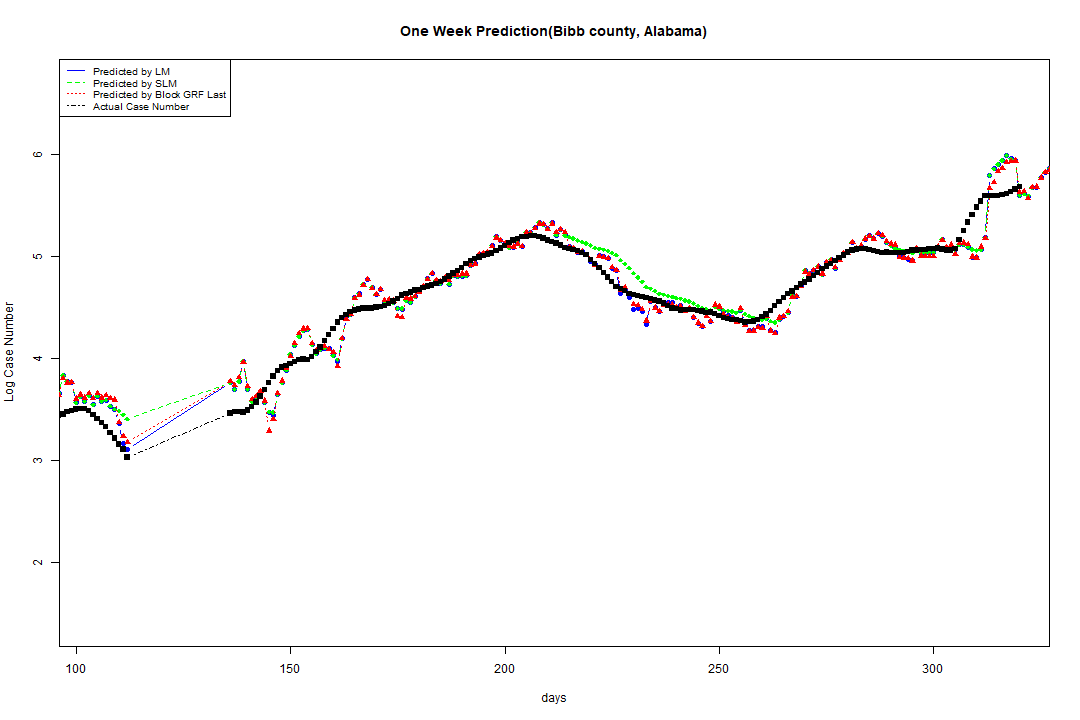 One Week Prediction(Bibb county, Alabama)
Predicted by LM
Predicted by SLM
Predicted by Block GRF Last
Actual Case Number
6
5
4
3
2
Log Case Number
100 150 200 250 300
days